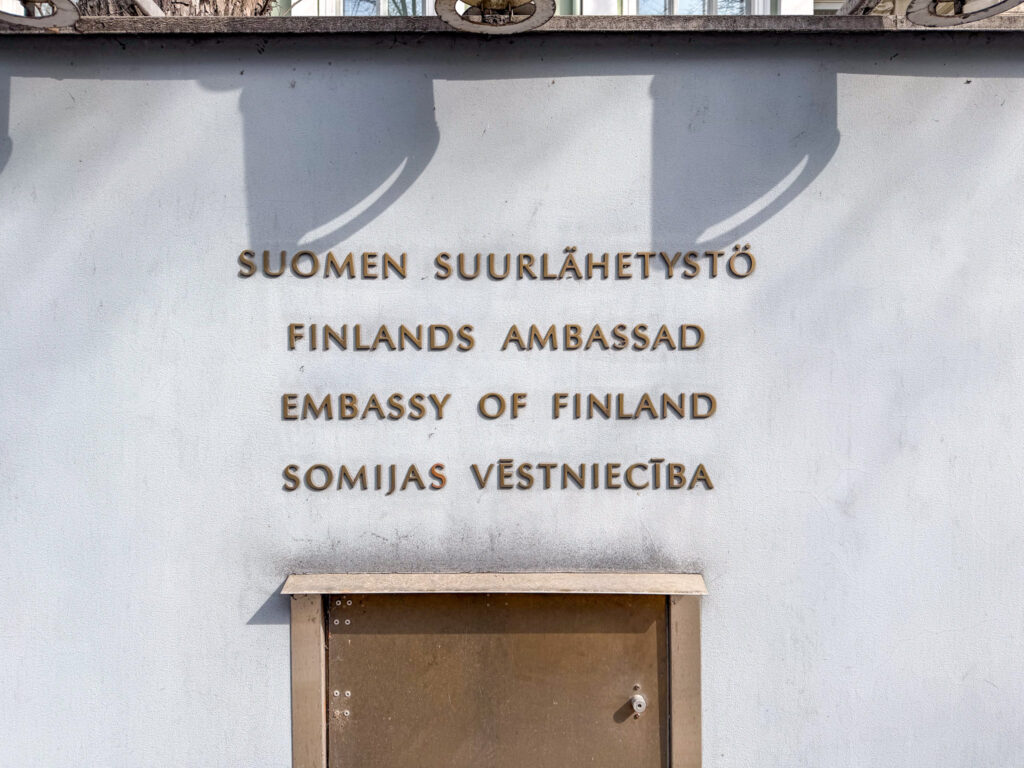 SUOMEN SUURLÄHETYSTÖ
FINLANDS AMBASSAD
EMBASSY OF FINLAND
SOMIJAS VĒSTNIECĪBA